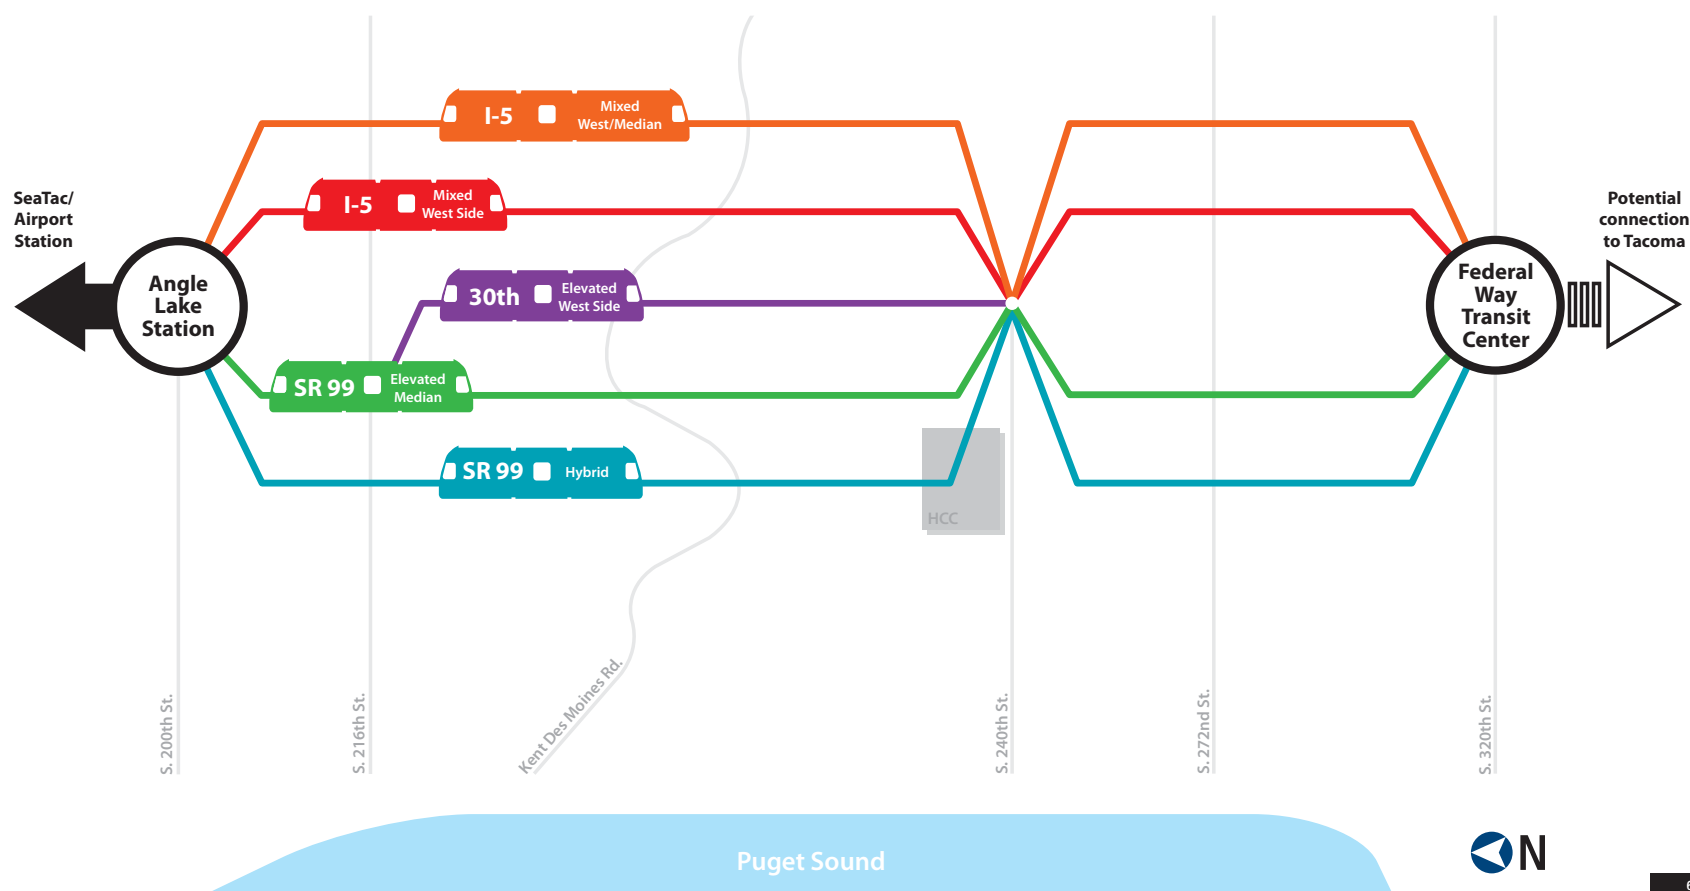 I-5
Mixed
West/Median
SeaTac/
Airport
Station
I-5
Mixed
West Side
Potential
connection
to Tacoma
Angle
Lake
Station
30th
Elevated
West Side
Federal
Way
Transit
Center
SR 99
Elevated
Median
SR 99
Hybrid
HCC
S. 200th St.
S. 216th St.
Kent Des Moines Rd.
S. 240th St.
S. 272nd St.
S. 320th St.
Puget Sound
N